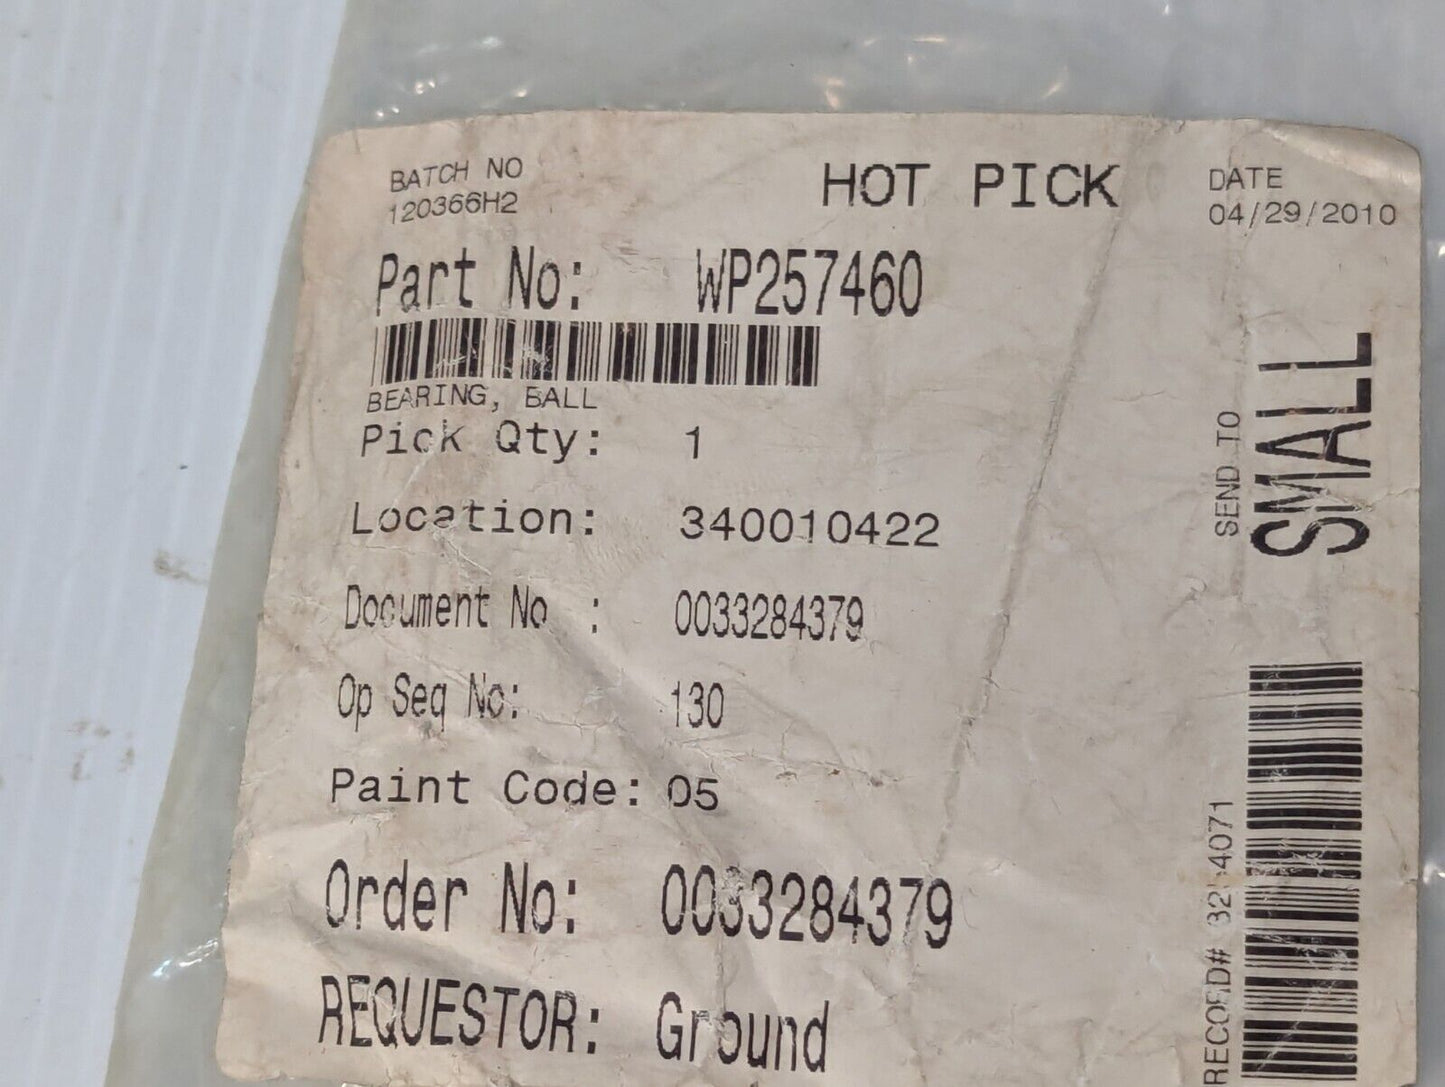 BATCH NO
120366H2
HOT PICK
DATE
04/29/2010
Part No: WP257460
BEARING, BALL
Pick Qty: 1
Location: 340010422
Document No : 0033284379
Op Seq No: 130
Paint Code: 05
Order No: 0033284379
REQUESTOR: Ground
SEND TO
SMALL
RECORD#